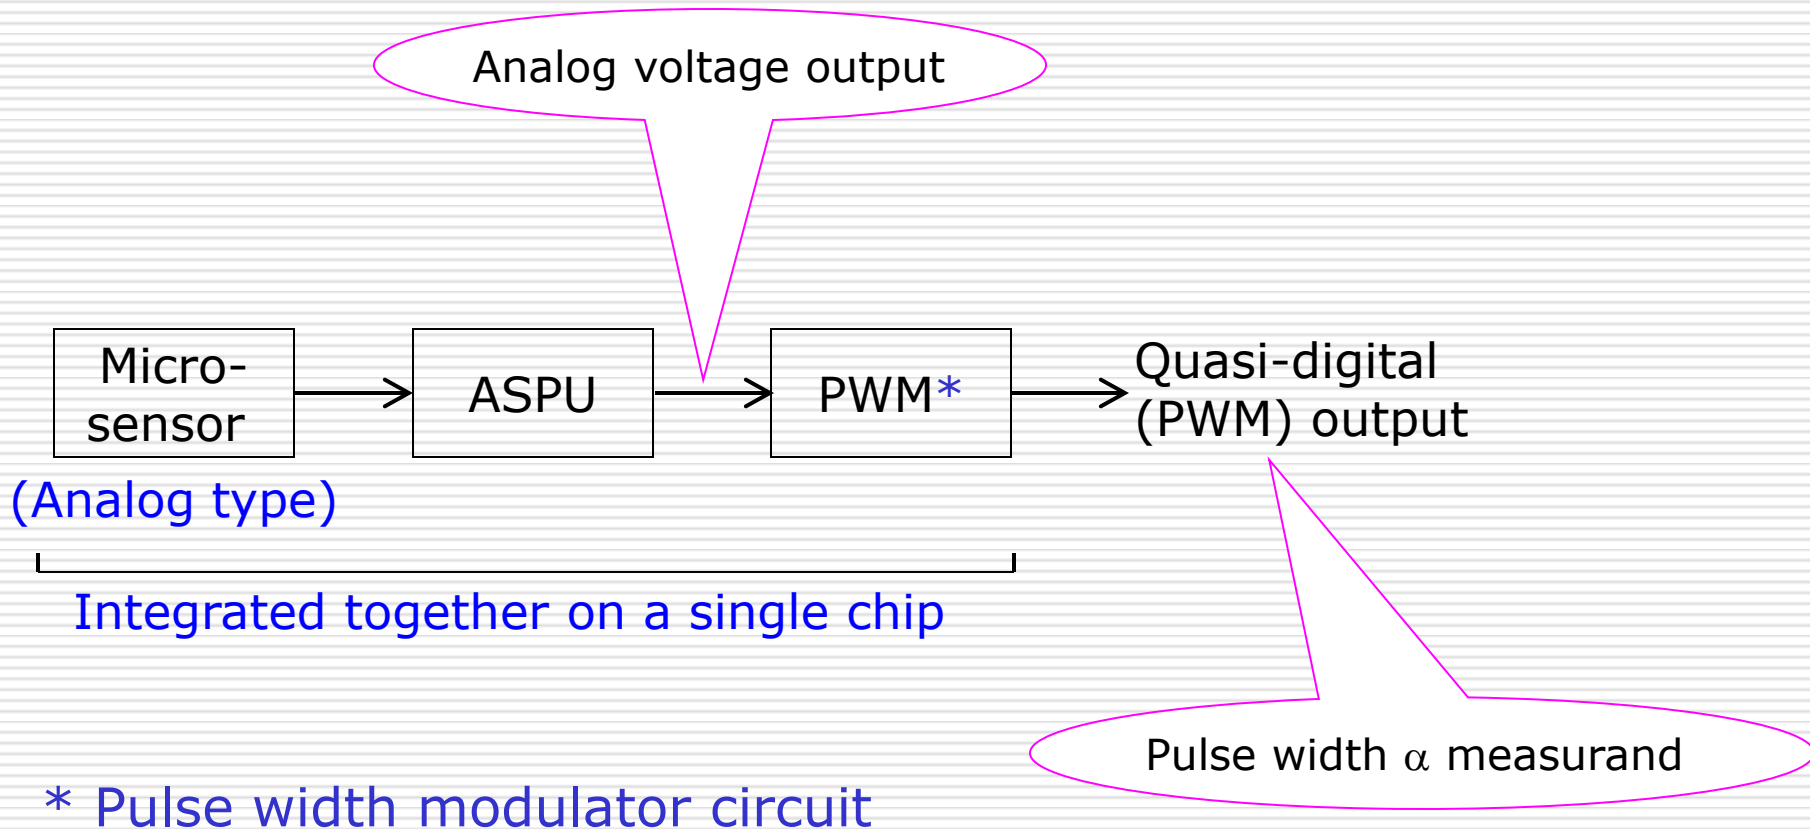 Analog voltage output
Micro-
sensor
ASPU
PWM*
Quasi-digital
(PWM) output
(Analog type)
Integrated together on a single chip
Pulse width α measurand
* Pulse width modulator circuit